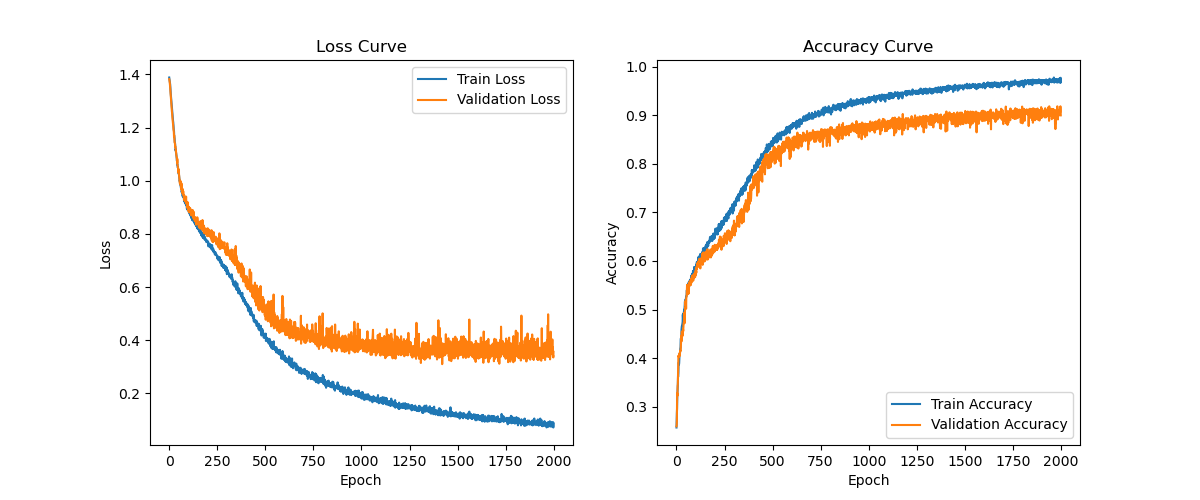 Loss Curve
Train Loss
Validation Loss
1.4
1.2
1.0
0.8
0.6
0.4
0.2
Loss
0 250 500 750 1000 1250 1500 1750 2000
Epoch
Accuracy Curve
1.0
0.9
0.8
0.7
0.6
0.5
0.4
0.3
Accuracy
Train Accuracy
Validation Accuracy
0 250 500 750 1000 1250 1500 1750 2000
Epoch